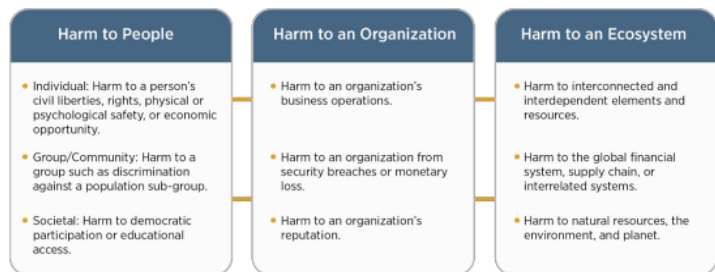 Harm to People
• Individual: Harm to a person's
civil liberties, rights, physical or
psychological safety, or economic
opportunity.
• Group/Community: Harm to a
group such as discrimination
against a population sub-group.
• Societal: Harm to democratic
participation or educational
access.
Harm to an Organization
• Harm to an organization's
business operations.
• Harm to an organization from
security breaches or monetary
loss.
• Harm to an organization's
reputation.
Harm to an Ecosystem
• Harm to interconnected and
interdependent elements and
resources.
• Harm to the global financial
system, supply chain, or
interrelated systems.
• Harm to natural resources, the
environment, and planet.